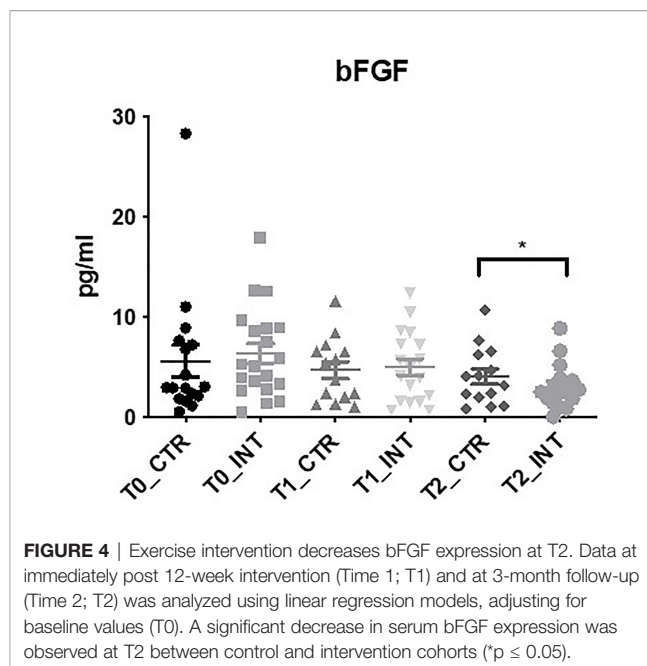 bFGF
30
20
10
0
pg/ml
*
T0_CTR
T0_INT
T1_CTR
T1_INT
T2_CTR
T2_INT
FIGURE 4 | Exercise intervention decreases bFGF expression at T2. Data at
immediately post 12-week intervention (Time 1; T1) and at 3-month follow-up
(Time 2; T2) was analyzed using linear regression models, adjusting for
baseline values (T0). A significant decrease in serum bFGF expression was
observed at T2 between control and intervention cohorts (*p ≤ 0.05).